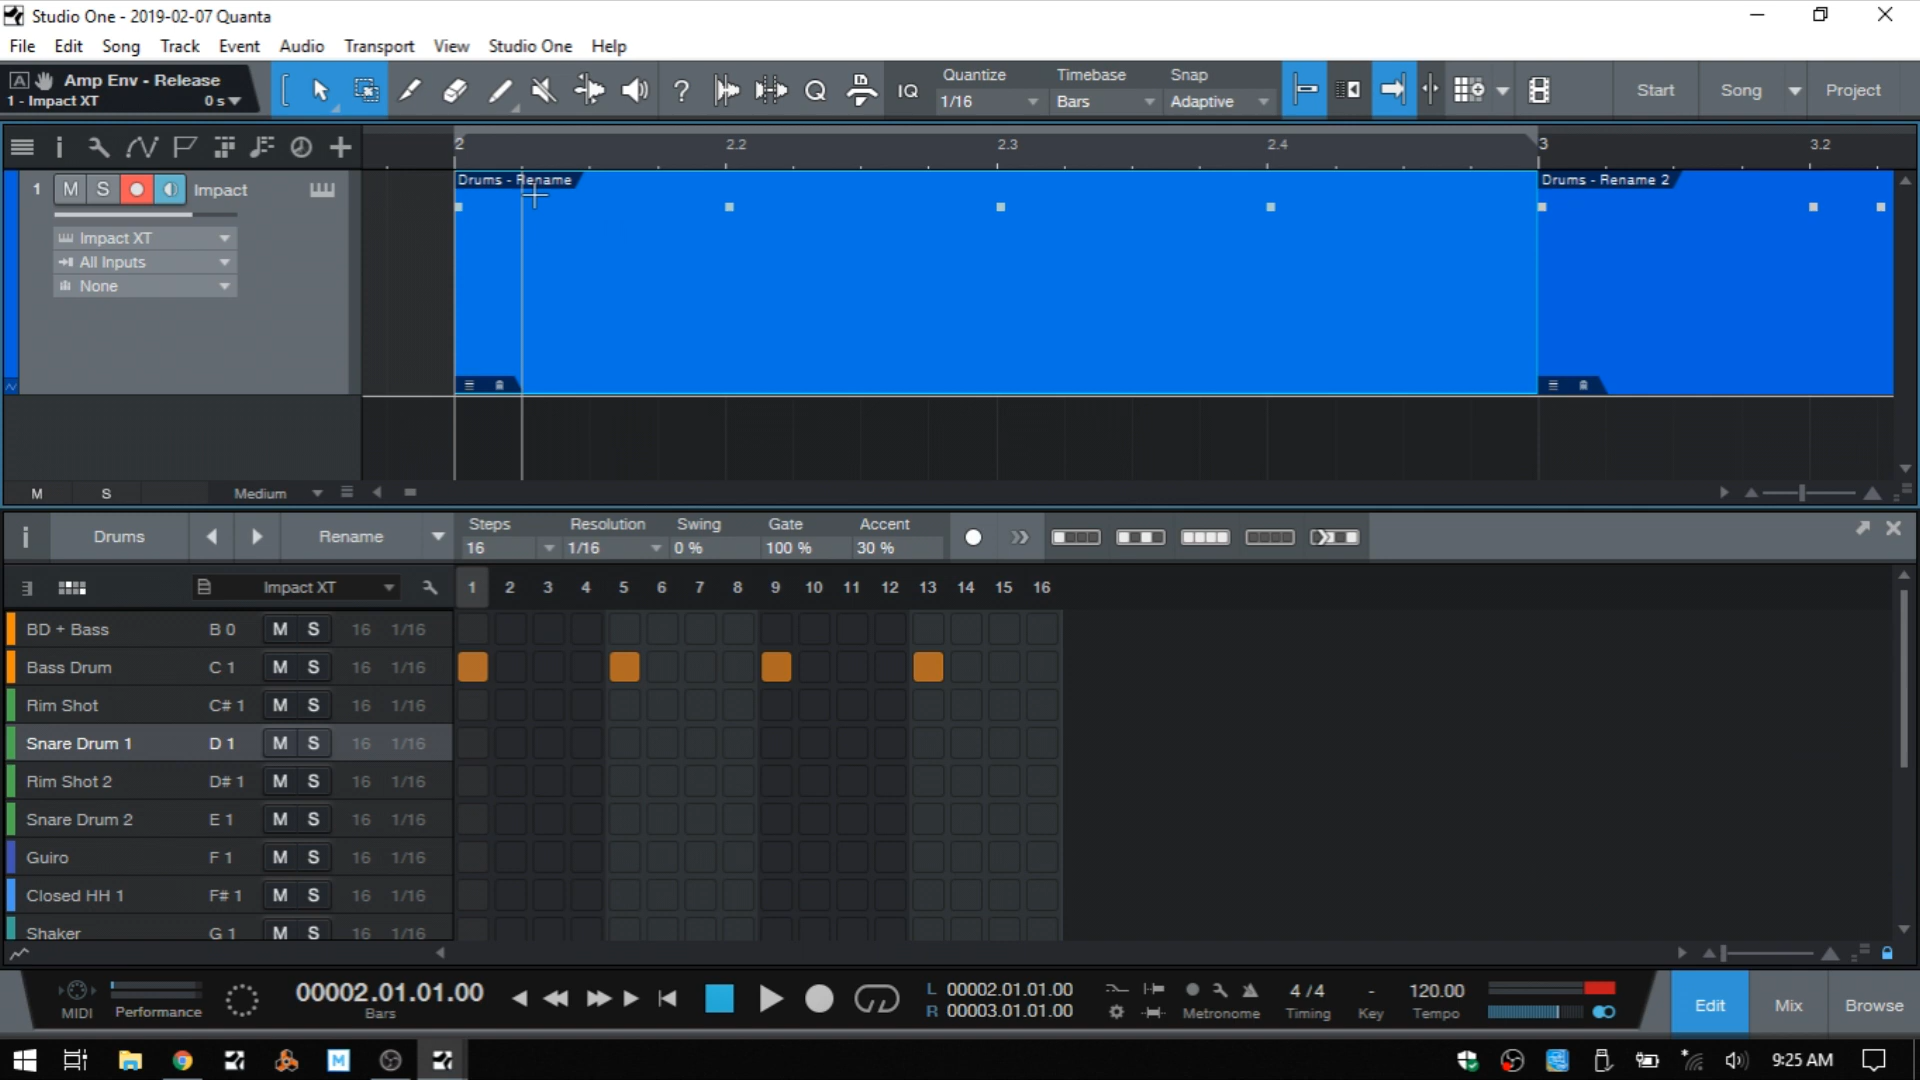 Studio One - 2019-02-07 Quanta
File Edit Song Track Event Audio Transport View Studio One Help
A Amp Env - Release
1 - Impact XT 0 s
? Q IQ
Quantize Timebase Snap
1/16 Bars Adaptive
Start Song Project
2 2.2 2.3 2.4 3 3.2
1 M S Impact
Drums - Rename Drums - Rename 2
Impact XT
All Inputs
None
M S Medium
Drums Rename
Steps Resolution Swing Gate Accent
16 1/16 0 % 100 % 30 %
Impact XT 1 2 3 4 5 6 7 8 9 10 11 12 13 14 15 16
BD + Bass B 0 M S 16 1/16
Bass Drum C 1 M S 16 1/16
Rim Shot C# 1 M S 16 1/16
Snare Drum 1 D 1 M S 16 1/16
Rim Shot 2 D# 1 M S 16 1/16
Snare Drum 2 E 1 M S 16 1/16
Guiro F 1 M S 16 1/16
Closed HH 1 F# 1 M S 16 1/16
Shaker G 1 M S 16 1/16
MIDI Performance
00002.01.01.00
Bars
L 00002.01.01.00
R 00003.01.01.00
Metronome
4 / 4
Timing
-
Key
120.00
Tempo
Edit Mix Browse
M
9:25 AM